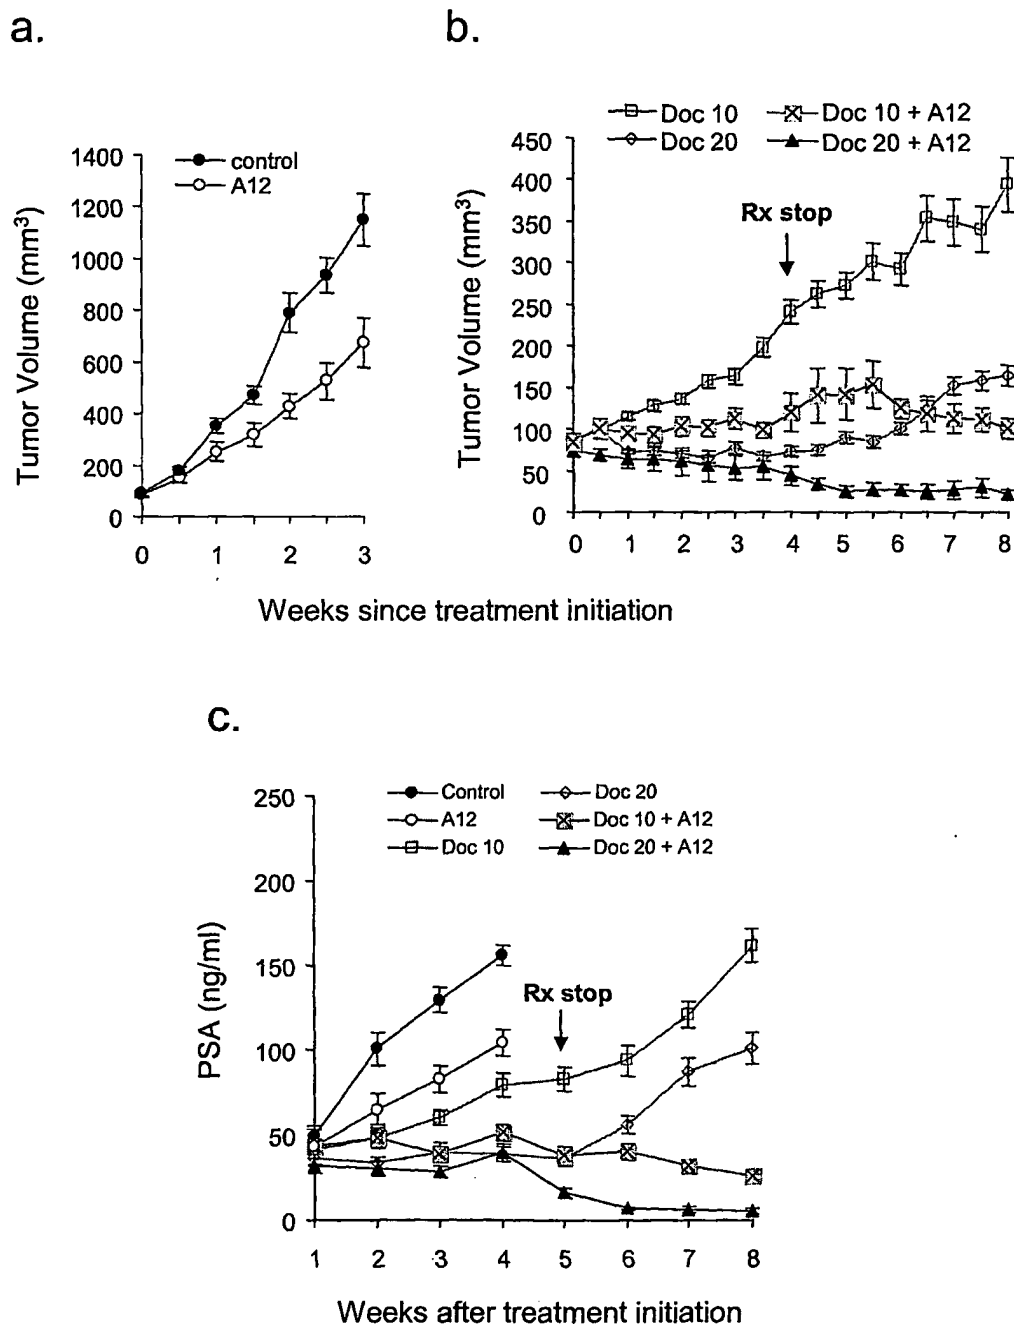 a.
b.
control
A12
Tumor Volume (mm³)
1400
1200
1000
800
600
400
200
0
0 1 2 3
Doc 10 Doc 10 + A12
Doc 20 Doc 20 + A12
Rx stop
Tumor Volume (mm³)
450
400
350
300
250
200
150
100
50
0
0 1 2 3 4 5 6 7 8
Weeks since treatment initiation
c.
Control Doc 20
A12 Doc 10 + A12
Doc 10 Doc 20 + A12
Rx stop
PSA (ng/ml)
250
200
150
100
50
0
1 2 3 4 5 6 7 8
Weeks after treatment initiation